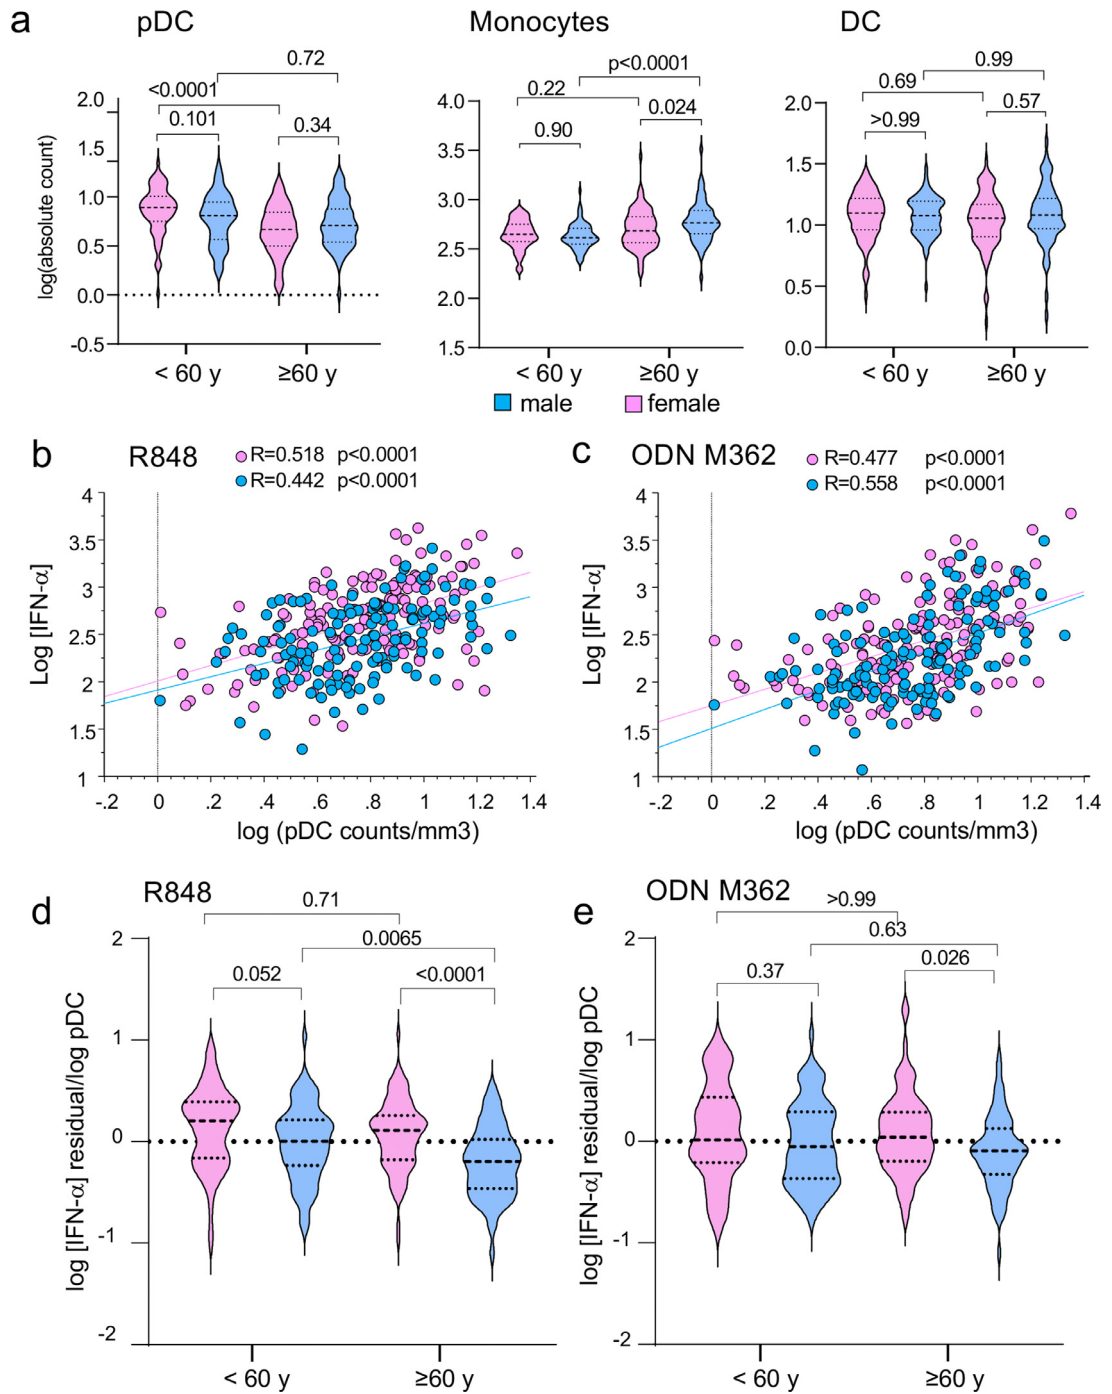 a
pDC
Monocytes
DC
0.72
<0.0001
0.101
0.34
p<0.0001
0.22
0.024
0.90
0.99
0.69
>0.99
0.57
log(absolute count)
2.0
1.5
1.0
0.5
0.0
-0.5
4.0
3.5
3.0
2.5
2.0
1.5
2.0
1.5
1.0
0.5
0.0
< 60 y
≥60 y
< 60 y
≥60 y
< 60 y
≥60 y
male
female
b
R848
R=0.518 p<0.0001
R=0.442 p<0.0001
Log [IFN-α]
4
3.5
3
2.5
2
1.5
1
-.2 0 .2 .4 .6 .8 1 1.2 1.4
log (pDC counts/mm3)
c
ODN M362
R=0.477 p<0.0001
R=0.558 p<0.0001
Log [IFN-α]
4
3.5
3
2.5
2
1.5
1
-.2 0 .2 .4 .6 .8 1 1.2 1.4
log (pDC counts/mm3)
d
R848
0.71
0.0065
0.052
<0.0001
log [IFN-α] residual/log pDC
2
1
0
-1
-2
< 60 y
≥60 y
e
ODN M362
>0.99
0.63
0.37
0.026
log [IFN-α] residual/log pDC
2
1
0
-1
-2
< 60 y
≥60 y